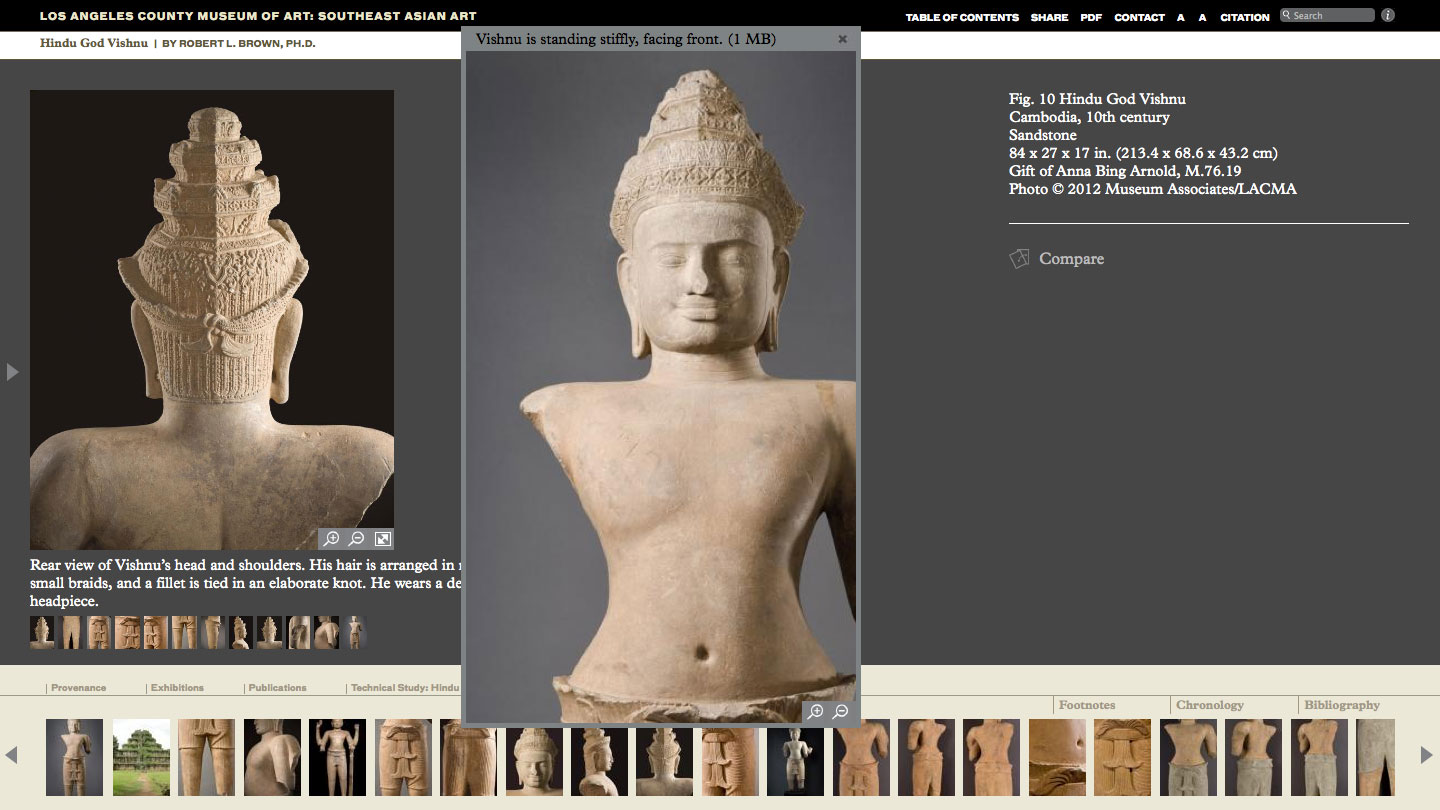 LOS ANGELES COUNTY MUSEUM OF ART: SOUTHEAST ASIAN ART
TABLE OF CONTENTS SHARE PDF CONTACT A A CITATION Search i
Hindu God Vishnu | BY ROBERT L. BROWN, PH.D.
Vishnu is standing stiffly, facing front. (1 MB)
Fig. 10 Hindu God Vishnu
Cambodia, 10th century
Sandstone
84 x 27 x 17 in. (213.4 x 68.6 x 43.2 cm)
Gift of Anna Bing Arnold, M.76.19
Photo © 2012 Museum Associates/LACMA
Compare
Rear view of Vishnu’s head and shoulders. His hair is arranged in
small braids, and a fillet is tied in an elaborate knot. He wears a de
headpiece.
Provenance
Exhibitions
Publications
Technical Study: Hindu
Footnotes
Chronology
Bibliography